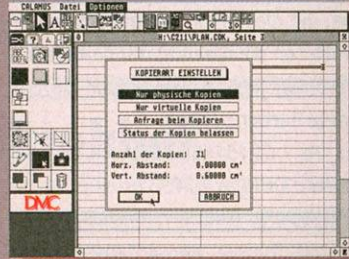 CALAMUS Datei Optionen
H:\C211\PLAN.CDK, Seite I
KOPIERART EINSTELLEN
Nur physische Kopien
Nur virtuelle Kopien
Anfrage beim Kopieren
Status der Kopien belassen
Anzahl der Kopien: 31
Horz. Abstand: 0.00000 cm'
Vert. Abstand: 0.60000 cm'
OK ABBRUCH
DMC